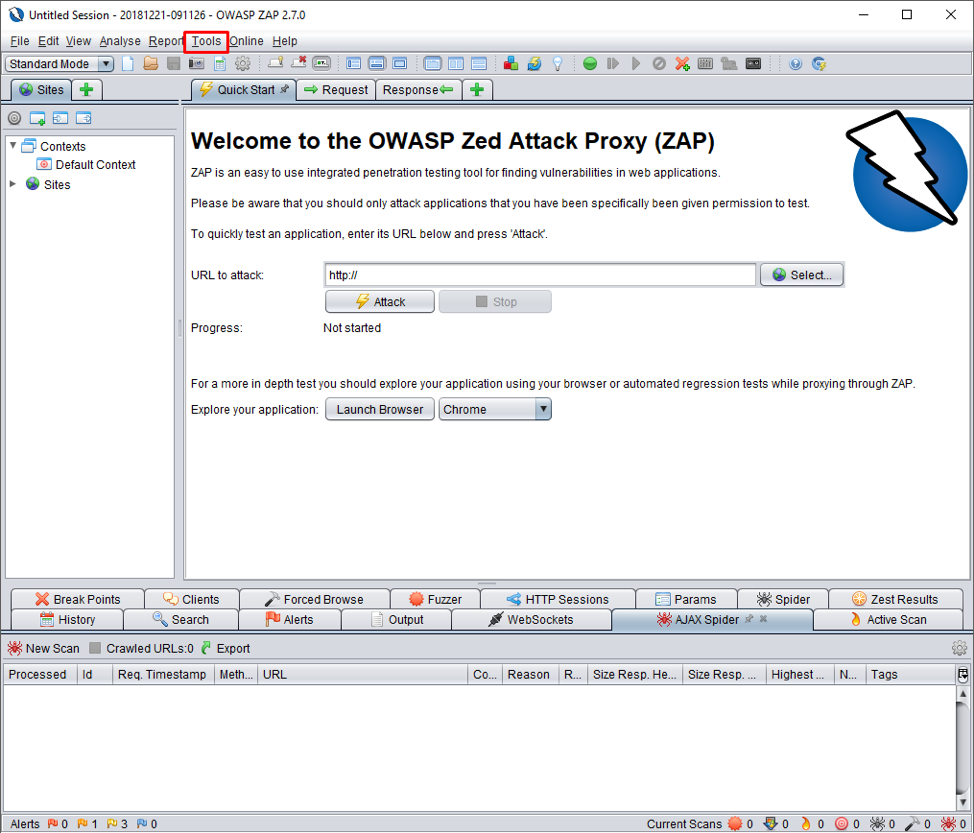 Untitled Session - 20181221-091126 - OWASP ZAP 2.7.0
File Edit View Analyse Report Tools Online Help
Standard Mode
Sites Quick Start Request Response
Welcome to the OWASP Zed Attack Proxy (ZAP)
ZAP is an easy to use integrated penetration testing tool for finding vulnerabilities in web applications.
Please be aware that you should only attack applications that you have been specifically been given permission to test.
To quickly test an application, enter its URL below and press 'Attack'.
Contexts
Default Context
Sites
URL to attack: http:// Select...
Attack Stop
Progress: Not started
For a more in depth test you should explore your application using your browser or automated regression tests while proxying through ZAP.
Explore your application: Launch Browser Chrome
Break Points Clients Forced Browse Fuzzer HTTP Sessions Params Spider Zest Results
History Search Alerts Output WebSockets AJAX Spider Active Scan
New Scan Crawled URLs:0 Export
Processed Id Req. Timestamp Meth... URL Co... Reason R... Size Resp. He... Size Resp. ... Highest ... N... Tags
Alerts 0 1 3 0 Current Scans 0 0 0 0 0 0 0